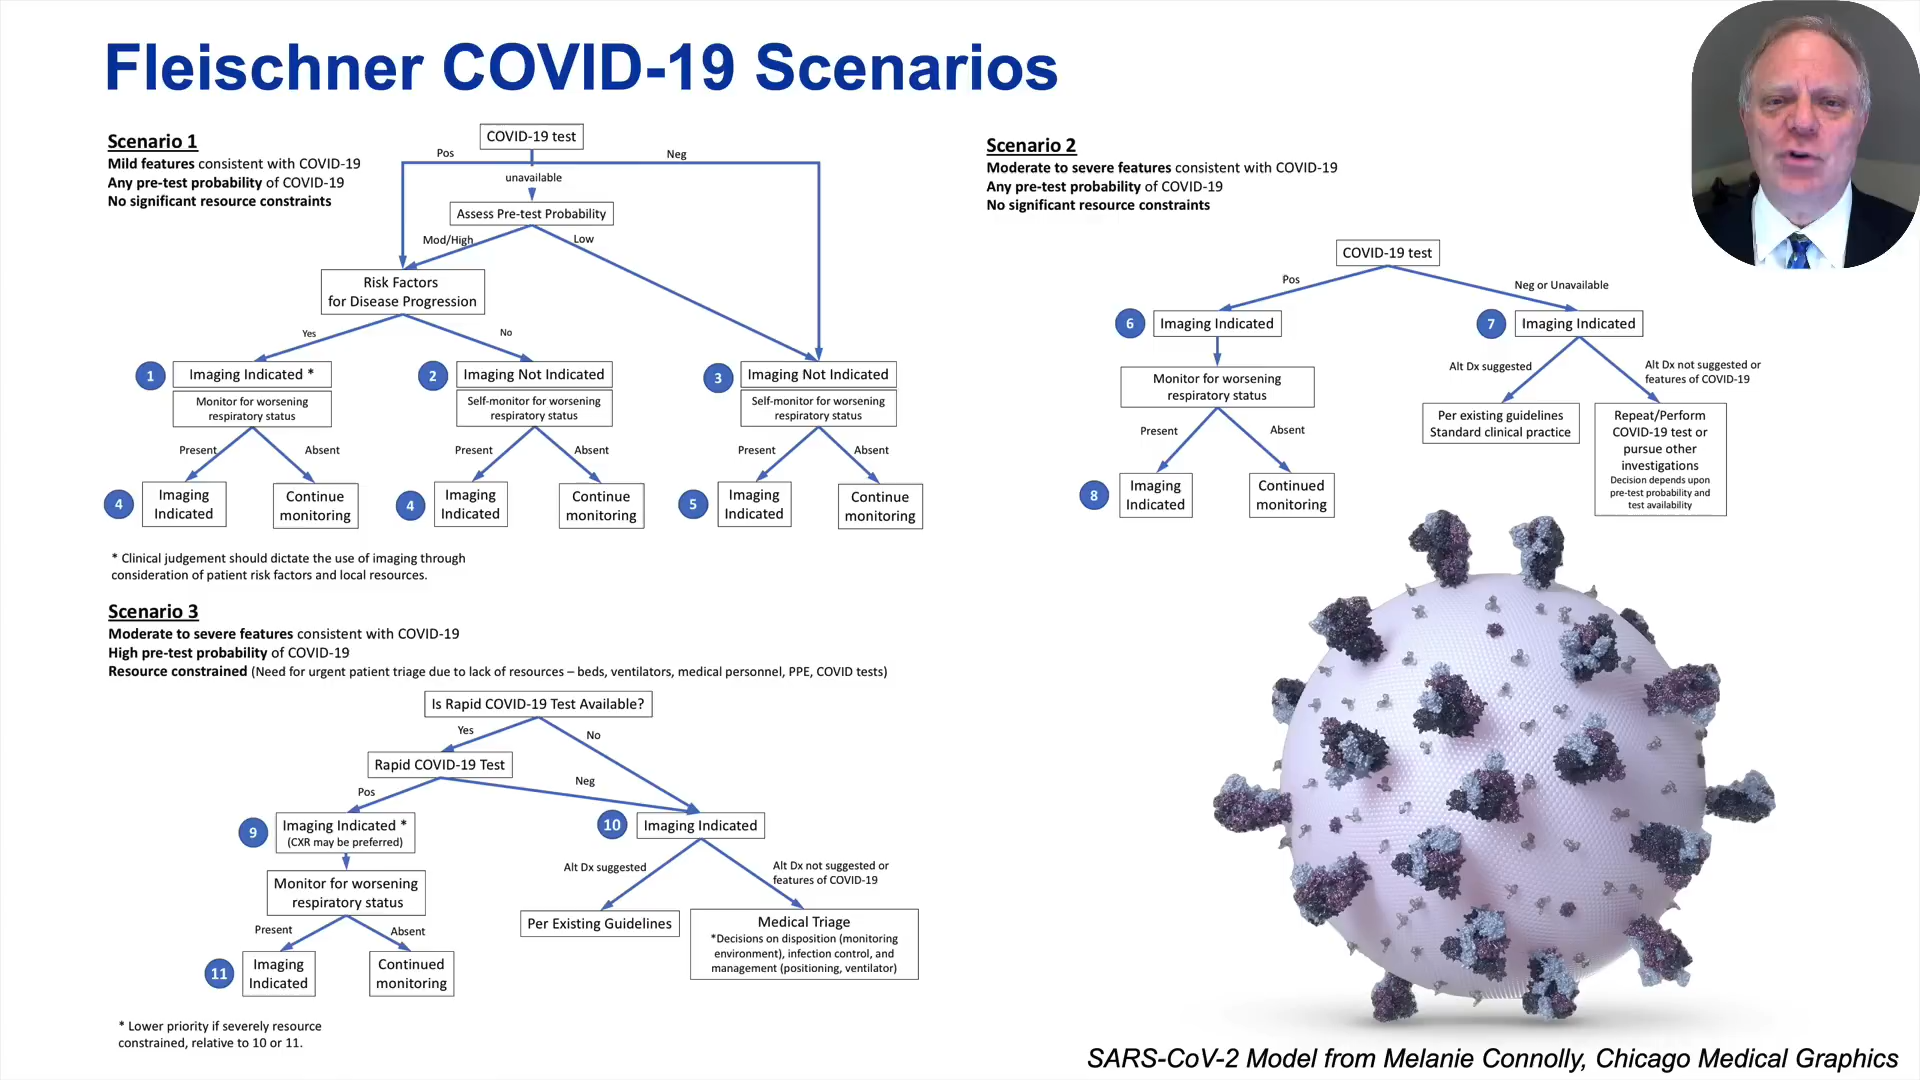 Fleischner COVID-19 Scenarios
Scenario 1
Mild features consistent with COVID-19
Any pre-test probability of COVID-19
No significant resource constraints
COVID-19 test
Pos
Neg
unavailable
Assess Pre-test Probability
Mod/High
Low
Risk Factors
for Disease Progression
Yes
No
1
Imaging Indicated *
Monitor for worsening
respiratory status
2
Imaging Not Indicated
Self-monitor for worsening
respiratory status
3
Imaging Not Indicated
Self-monitor for worsening
respiratory status
Present
Absent
Present
Absent
Present
Absent
4
Imaging
Indicated
Continue
monitoring
4
Imaging
Indicated
Continue
monitoring
5
Imaging
Indicated
Continue
monitoring
* Clinical judgement should dictate the use of imaging through
consideration of patient risk factors and local resources.
Scenario 2
Moderate to severe features consistent with COVID-19
Any pre-test probability of COVID-19
No significant resource constraints
COVID-19 test
Pos
Neg or Unavailable
6
Imaging Indicated
7
Imaging Indicated
Monitor for worsening
respiratory status
Alt Dx suggested
Alt Dx not suggested or
features of COVID-19
Per existing guidelines
Standard clinical practice
Repeat/Perform
COVID-19 test or
pursue other
investigations
Decision depends upon
pre-test probability and
test availability
Present
Absent
8
Imaging
Indicated
Continued
monitoring
Scenario 3
Moderate to severe features consistent with COVID-19
High pre-test probability of COVID-19
Resource constrained (Need for urgent patient triage due to lack of resources – beds, ventilators, medical personnel, PPE, COVID tests)
Is Rapid COVID-19 Test Available?
Yes
No
Rapid COVID-19 Test
Pos
Neg
9
Imaging Indicated *
(CXR may be preferred)
10
Imaging Indicated
Monitor for worsening
respiratory status
Alt Dx suggested
Alt Dx not suggested or
features of COVID-19
Per Existing Guidelines
Medical Triage
*Decisions on disposition (monitoring
environment), infection control, and
management (positioning, ventilator)
Present
Absent
11
Imaging
Indicated
Continued
monitoring
* Lower priority if severely resource
constrained, relative to 10 or 11.
SARS-CoV-2 Model from Melanie Connolly, Chicago Medical Graphics